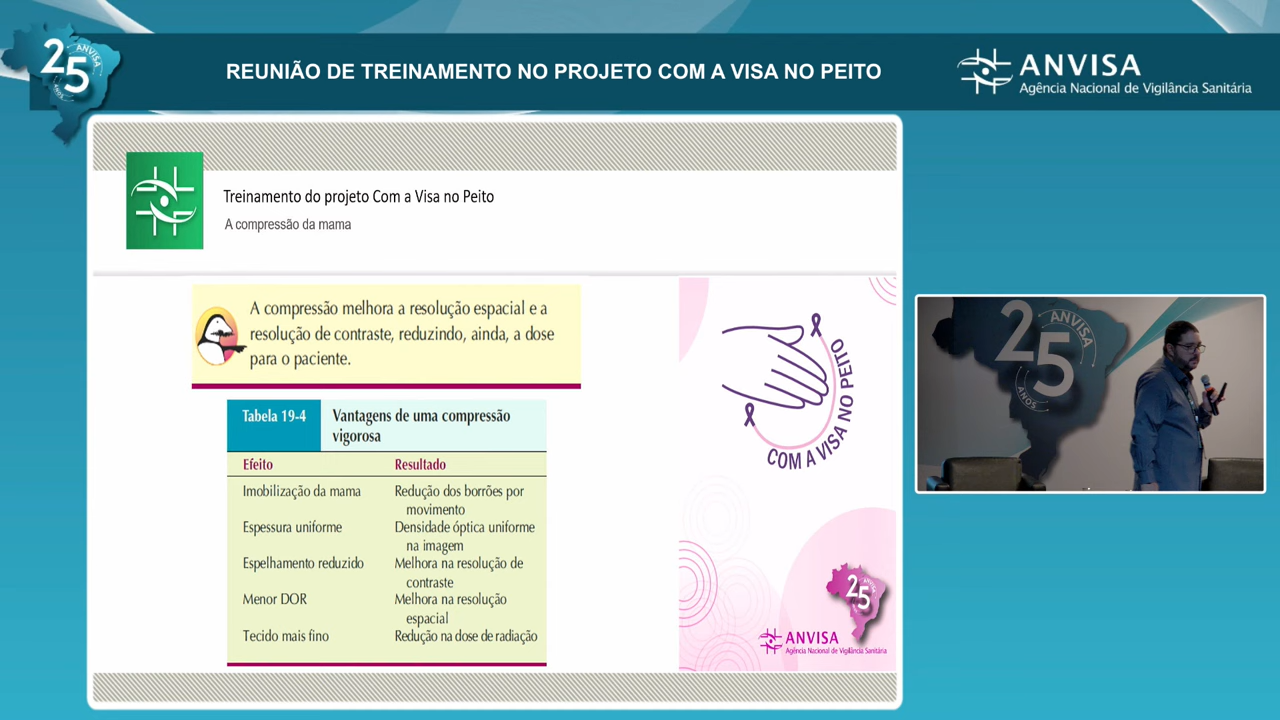 25
ANVISA
ANOS
REUNIÃO DE TREINAMENTO NO PROJETO COM A VISA NO PEITO
ANVISA
Agência Nacional de Vigilância Sanitária
Treinamento do projeto Com a Visa no Peito
A compressão da mama
A compressão melhora a resolução espacial e a
resolução de contraste, reduzindo, ainda, a dose
para o paciente.
Tabela 19-4
Vantagens de uma compressão
vigorosa
Efeito
Resultado
Imobilização da mama
Redução dos borrões por
movimento
Espessura uniforme
Densidade óptica uniforme
na imagem
Espelhamento reduzido
Melhora na resolução de
contraste
Menor DOR
Melhora na resolução
espacial
Tecido mais fino
Redução na dose de radiação
COM A VISA NO PEITO
25
ANVISA
Agência Nacional de Vigilância Sanitária
25
ANVISA
ANOS